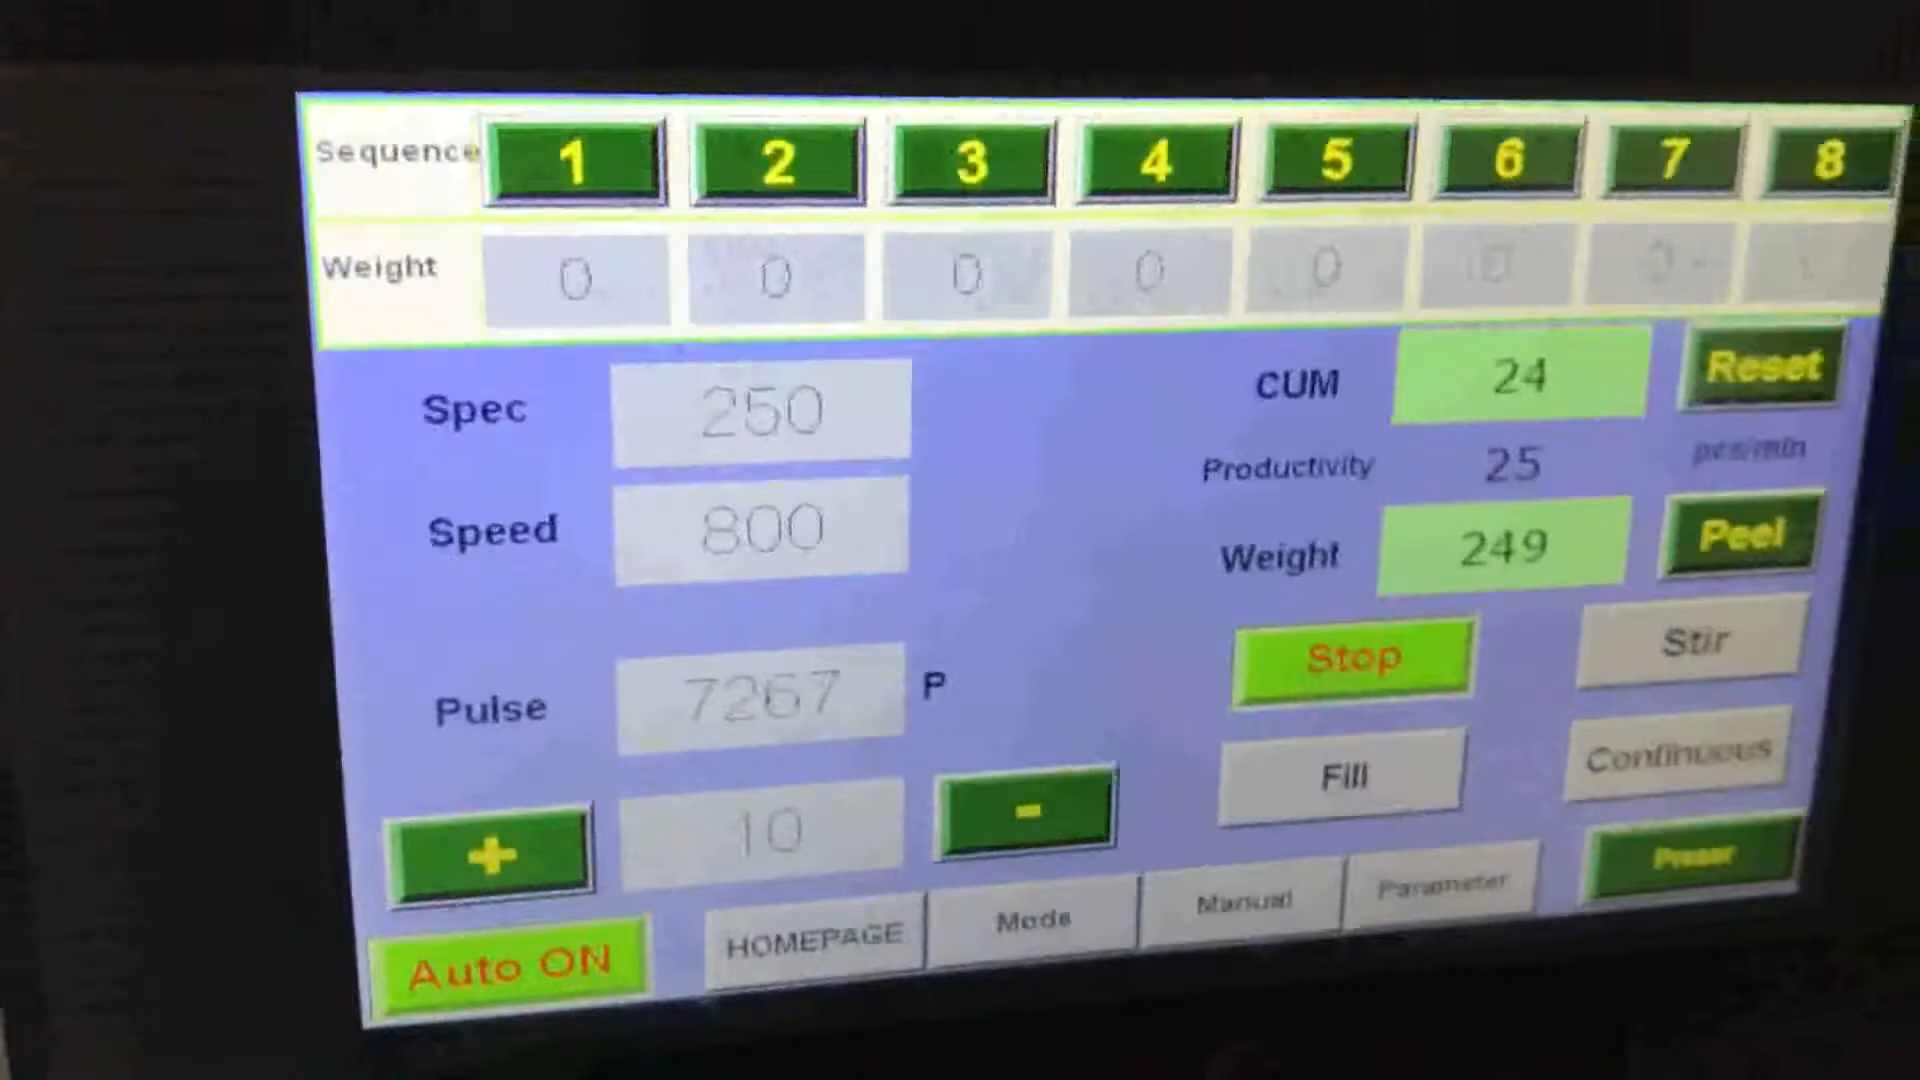 Sequence 1 2 3 4 5 6 7 8
Weight 0 0 0 0 0 0 0
Spec 250 CUM 24 Reset
Productivity 25 pcs/min
Speed 800 Weight 249 Peel
Stop Stir
Pulse 7267 P
Fill Continuous
+ 10 -
Auto ON HOMEPAGE Mode Manual Parameter